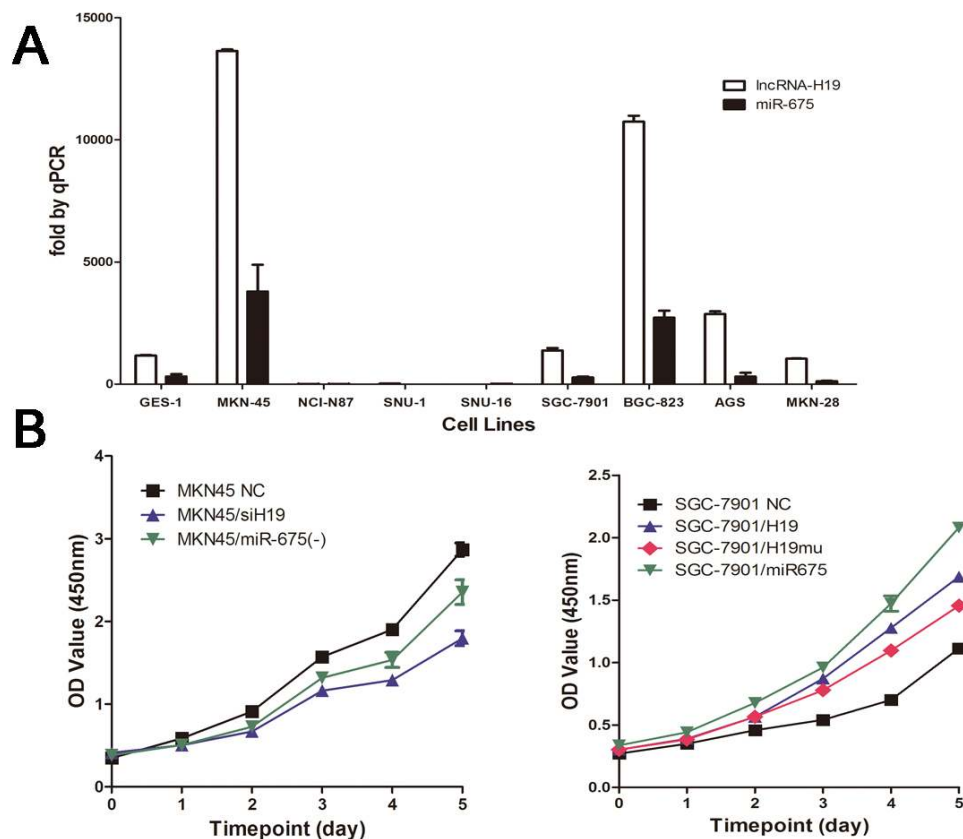 A
15000
10000
5000
0
fold by qPCR
lncRNA-H19
miR-675
GES-1 MKN-45 NCI-N87 SNU-1 SNU-16 SGC-7901 BGC-823 AGS MKN-28
Cell Lines
B
4
3
2
1
0
OD Value (450nm)
MKN45 NC
MKN45/siH19
MKN45/miR-675(-)
0 1 2 3 4 5
Timepoint (day)
2.5
2.0
1.5
1.0
0.5
0.0
OD Value (450nm)
SGC-7901 NC
SGC-7901/H19
SGC-7901/H19mu
SGC-7901/miR675
0 1 2 3 4 5
Timepoint (day)